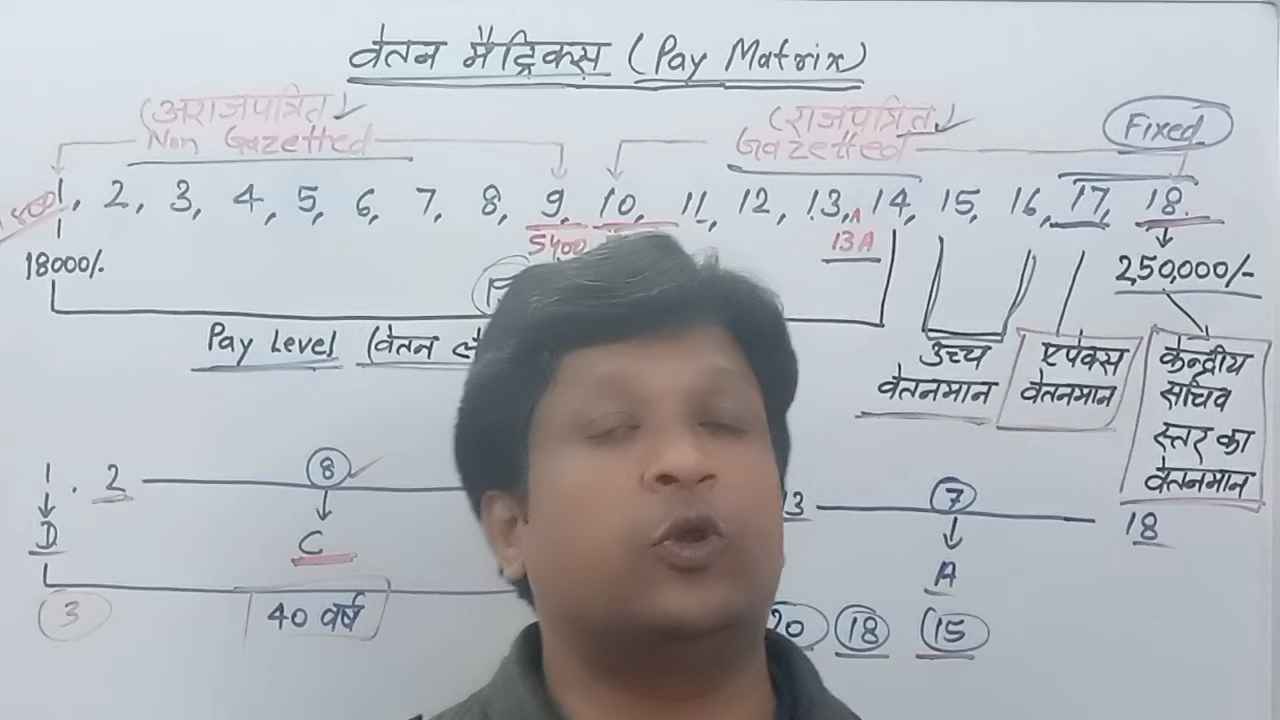 वेतन मैट्रिक्स (Pay Matrix)
(अराजपत्रित)
Non Gazetted
(राजपत्रित)
Gazetted
Fixed
1, 2, 3, 4, 5, 6, 7, 8, 9, 10, 11, 12, 13, 14, 15, 16, 17, 18.
5400
13A
18000/-
2,50,000/-
Pay Level (वेतन
उच्च
वेतनमान
एपेक्स
वेतनमान
केन्द्रीय
सचिव
स्तर का
वेतनमान
1. 2 8 13 7 18
D C A
3 40 वर्ष 20 18 15